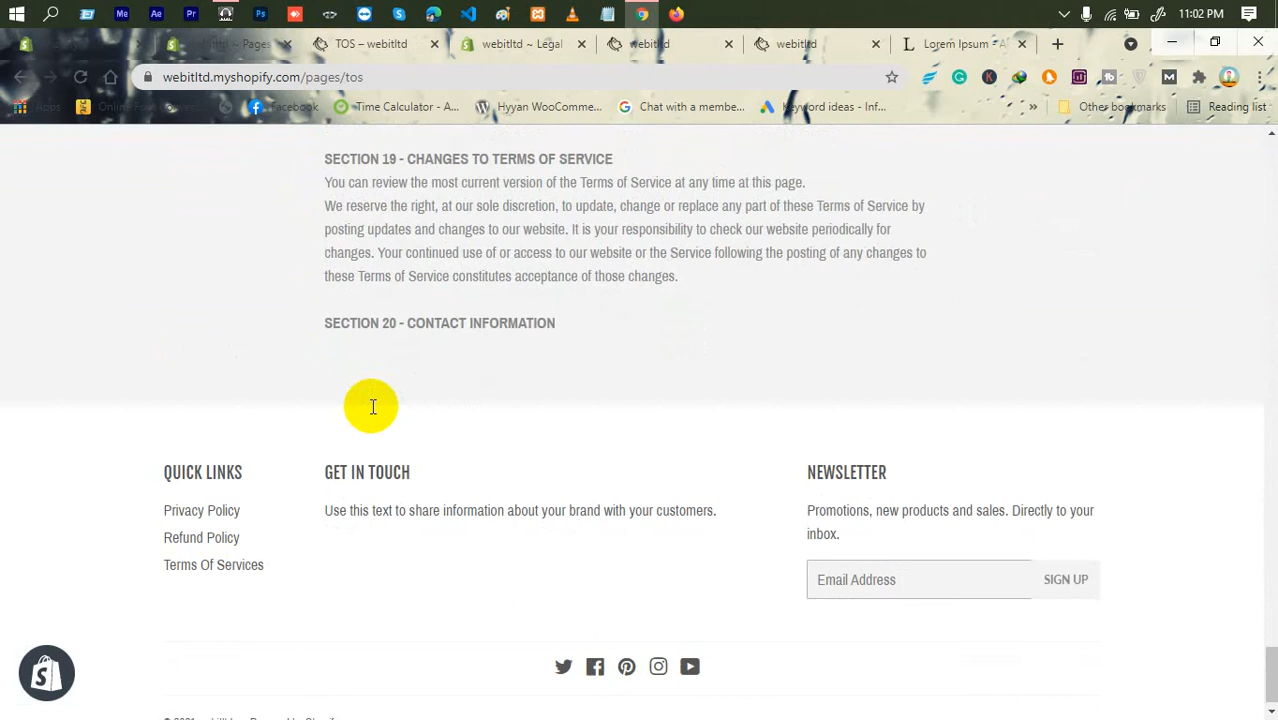 Me
Ae
Pr
Ps
11:02 PM
~ Pages
TOS – webitltd
webitltd ~ Legal
webitltd
webitltd
Lorem Ipsum – A
webitltd.myshopify.com/pages/tos
Apps
Facebook
Time Calculator - A...
Hyyan WooComme...
Chat with a membe...
Keyword ideas - Inf...
»
Other bookmarks
Reading list
SECTION 19 - CHANGES TO TERMS OF SERVICE
You can review the most current version of the Terms of Service at any time at this page.
We reserve the right, at our sole discretion, to update, change or replace any part of these Terms of Service by
posting updates and changes to our website. It is your responsibility to check our website periodically for
changes. Your continued use of or access to our website or the Service following the posting of any changes to
these Terms of Service constitutes acceptance of those changes.
SECTION 20 - CONTACT INFORMATION
QUICK LINKS
Privacy Policy
Refund Policy
Terms Of Services
GET IN TOUCH
Use this text to share information about your brand with your customers.
NEWSLETTER
Promotions, new products and sales. Directly to your
inbox.
Email Address
SIGN UP